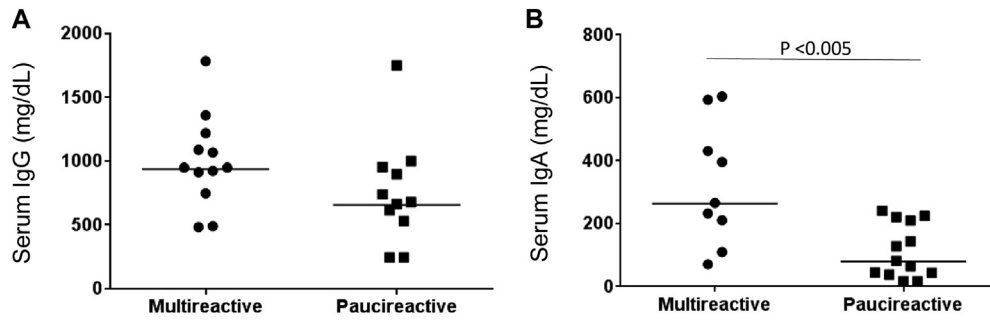 A
Serum IgG (mg/dL)
2000
1500
1000
500
0
Multireactive Paucireactive
B
Serum IgA (mg/dL)
800
600
400
200
0
P <0.005
Multireactive Paucireactive